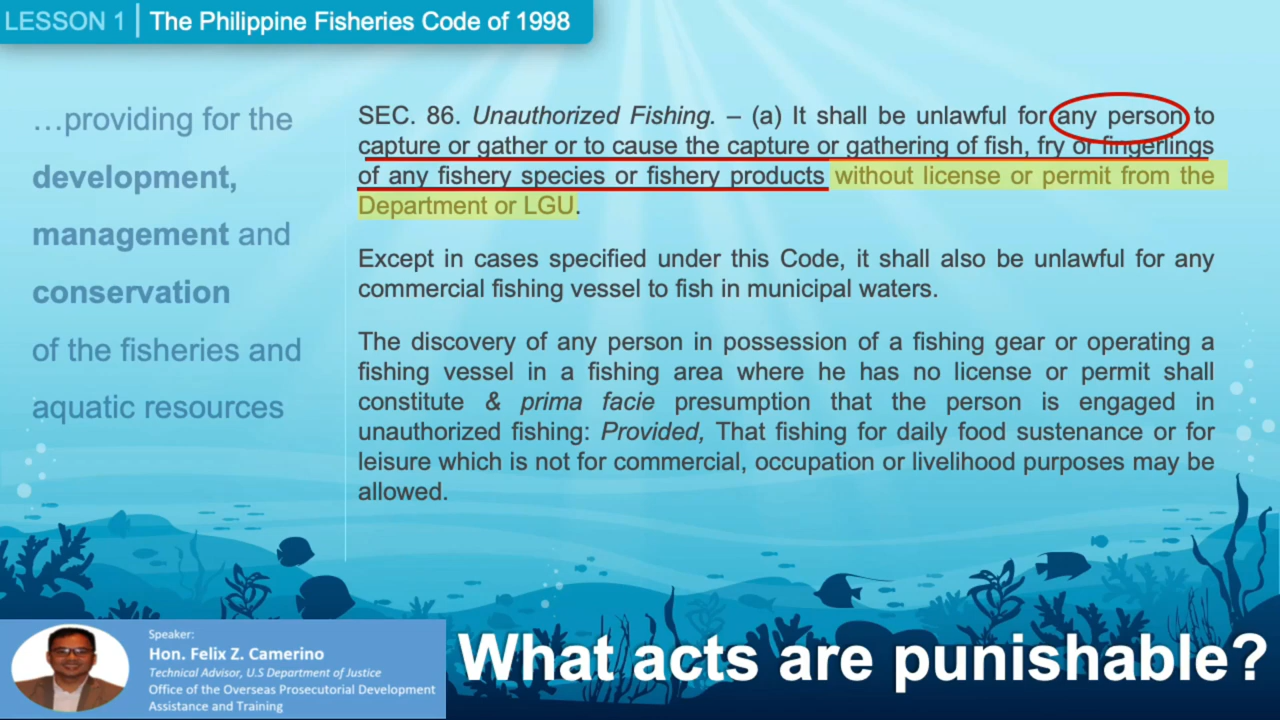 LESSON 1 | The Philippine Fisheries Code of 1998
…providing for the
development,
management and
conservation
of the fisheries and
aquatic resources
SEC. 86. Unauthorized Fishing. – (a) It shall be unlawful for any person to
capture or gather or to cause the capture or gathering of fish, fry or fingerlings
of any fishery species or fishery products without license or permit from the
Department or LGU.
Except in cases specified under this Code, it shall also be unlawful for any
commercial fishing vessel to fish in municipal waters.
The discovery of any person in possession of a fishing gear or operating a
fishing vessel in a fishing area where he has no license or permit shall
constitute & prima facie presumption that the person is engaged in
unauthorized fishing: Provided, That fishing for daily food sustenance or for
leisure which is not for commercial, occupation or livelihood purposes may be
allowed.
Speaker:
Hon. Felix Z. Camerino
Technical Advisor, U.S Department of Justice
Office of the Overseas Prosecutorial Development
Assistance and Training
What acts are punishable?